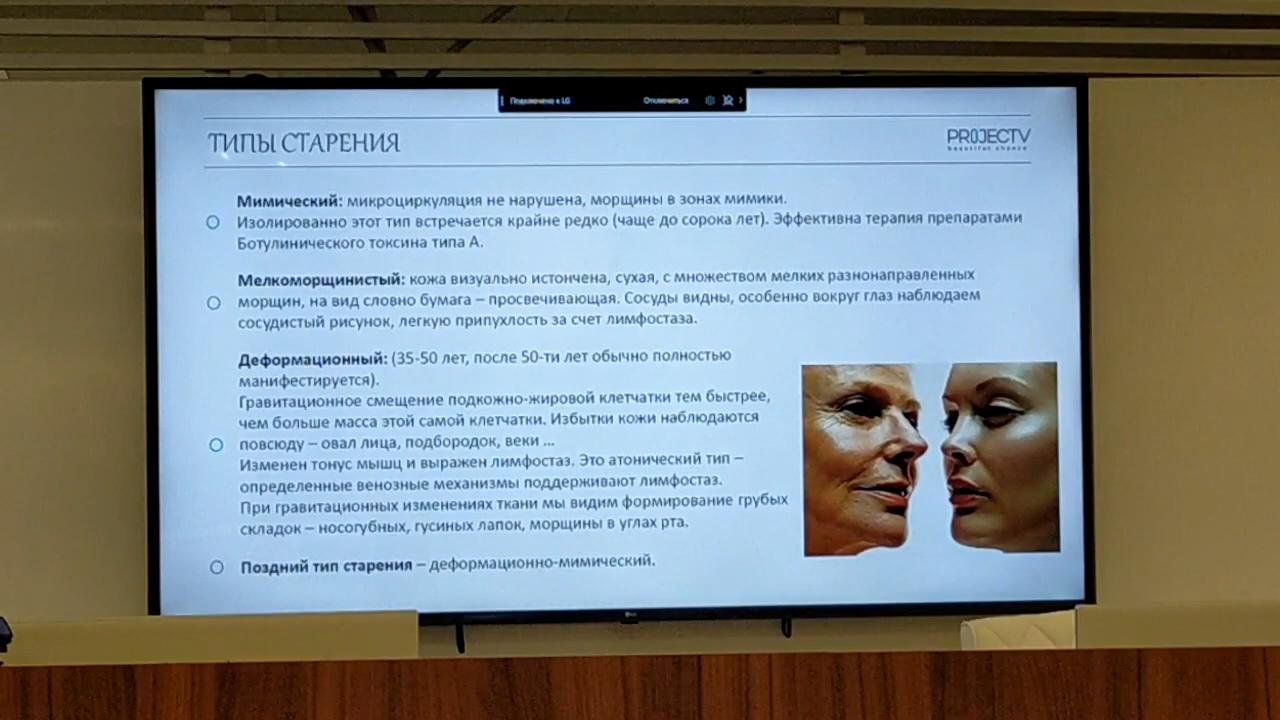 Подключено к LG
Отключиться
ТИПЫ СТАРЕНИЯ
PROJECTV
beautiful chance
Мимический: микроциркуляция не нарушена, морщины в зонах мимики.
Изолированно этот тип встречается крайне редко (чаще до сорока лет). Эффективна терапия препаратами
Ботулинического токсина типа А.
Мелкоморщинистый: кожа визуально истончена, сухая, с множеством мелких разнонаправленных
морщин, на вид словно бумага – просвечивающая. Сосуды видны, особенно вокруг глаз наблюдаем
сосудистый рисунок, легкую припухлость за счет лимфостаза.
Деформационный: (35-50 лет, после 50-ти лет обычно полностью
манифестируется).
Гравитационное смещение подкожно-жировой клетчатки тем быстрее,
чем больше масса этой самой клетчатки. Избытки кожи наблюдаются
повсюду – овал лица, подбородок, веки ...
Изменен тонус мышц и выражен лимфостаз. Это атонический тип –
определенные венозные механизмы поддерживают лимфостаз.
При гравитационных изменениях ткани мы видим формирование грубых
складок – носогубных, гусиных лапок, морщины в углах рта.
Поздний тип старения – деформационно-мимический.
LG